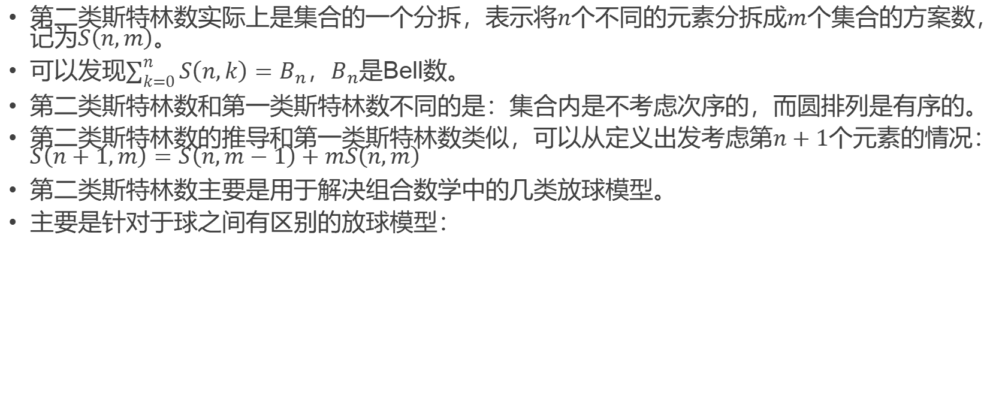 • 第二类斯特林数实际上是集合的一个分拆，表示将n个不同的元素分拆成m个集合的方案数，
记为S(n, m)。
• 可以发现∑ₖ₌₀ⁿ S(n, k) = Bₙ，Bₙ是Bell数。
• 第二类斯特林数和第一类斯特林数不同的是：集合内是不考虑次序的，而圆排列是有序的。
• 第二类斯特林数的推导和第一类斯特林数类似，可以从定义出发考虑第n + 1个元素的情况：
S(n + 1, m) = S(n, m − 1) + mS(n, m)
• 第二类斯特林数主要是用于解决组合数学中的几类放球模型。
• 主要是针对于球之间有区别的放球模型：